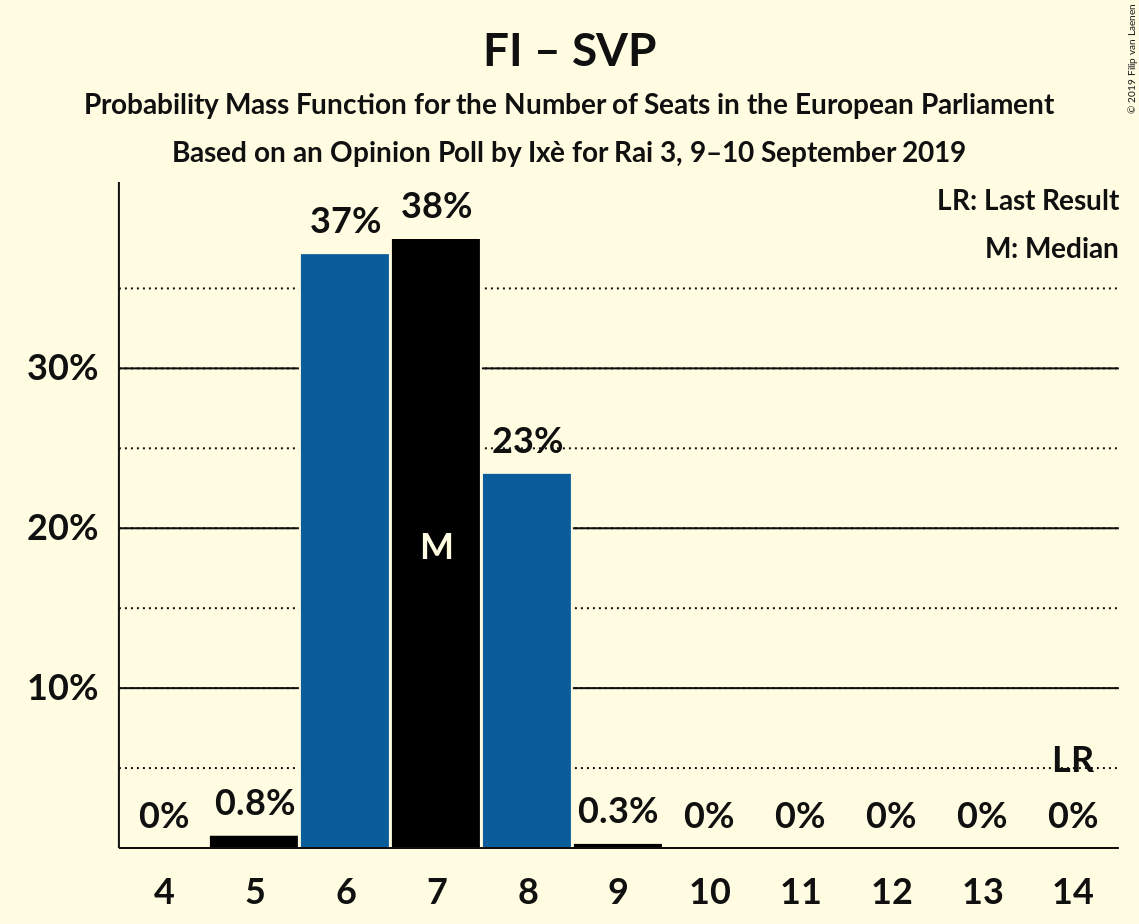 FI – SVP
Probability Mass Function for the Number of Seats in the European Parliament
Based on an Opinion Poll by Ixè for Rai 3, 9–10 September 2019
© 2019 Filip van Laenen
LR: Last Result
M: Median
37%
38%
30%
23%
20%
M
10%
LR
0%
0.8%
0.3%
0%
0%
0%
0%
0%
4 5 6 7 8 9 10 11 12 13 14